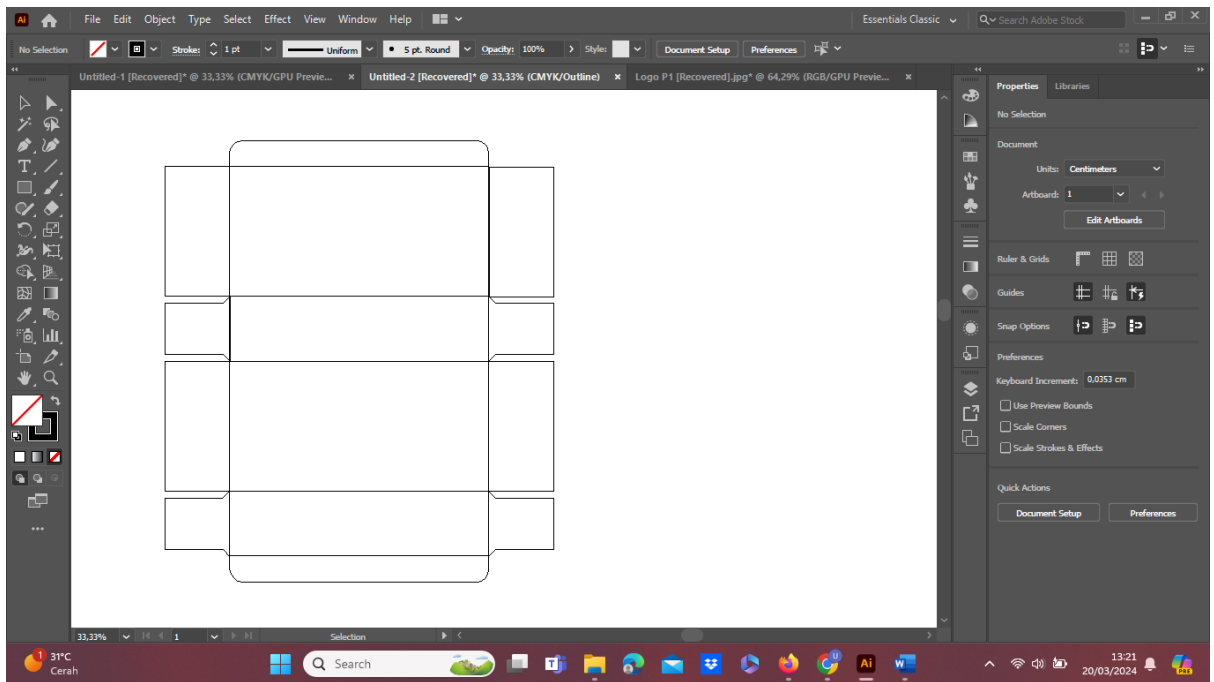 Ai File Edit Object Type Select Effect View Window Help Essentials Classic Search Adobe Stock
No Selection Stroke: 1 pt Uniform 5 pt. Round Opacity: 100% Style: Document Setup Preferences
Untitled-1 [Recovered]* @ 33,33% (CMYK/GPU Previe... × Untitled-2 [Recovered]* @ 33,33% (CMYK/Outline) × Logo P1 [Recovered].jpg* @ 64,29% (RGB/GPU Previe... ×
Properties Libraries
No Selection
Document
Units: Centimeters
Artboard: 1
Edit Artboards
Ruler & Grids
Guides
Snap Options
Preferences
Keyboard Increment: 0,0353 cm
Use Preview Bounds
Scale Corners
Scale Strokes & Effects
Quick Actions
Document Setup Preferences
33,33% 1 Selection
1 31°C
Cerah
Search
Ai
W
13:21
20/03/2024
PRE